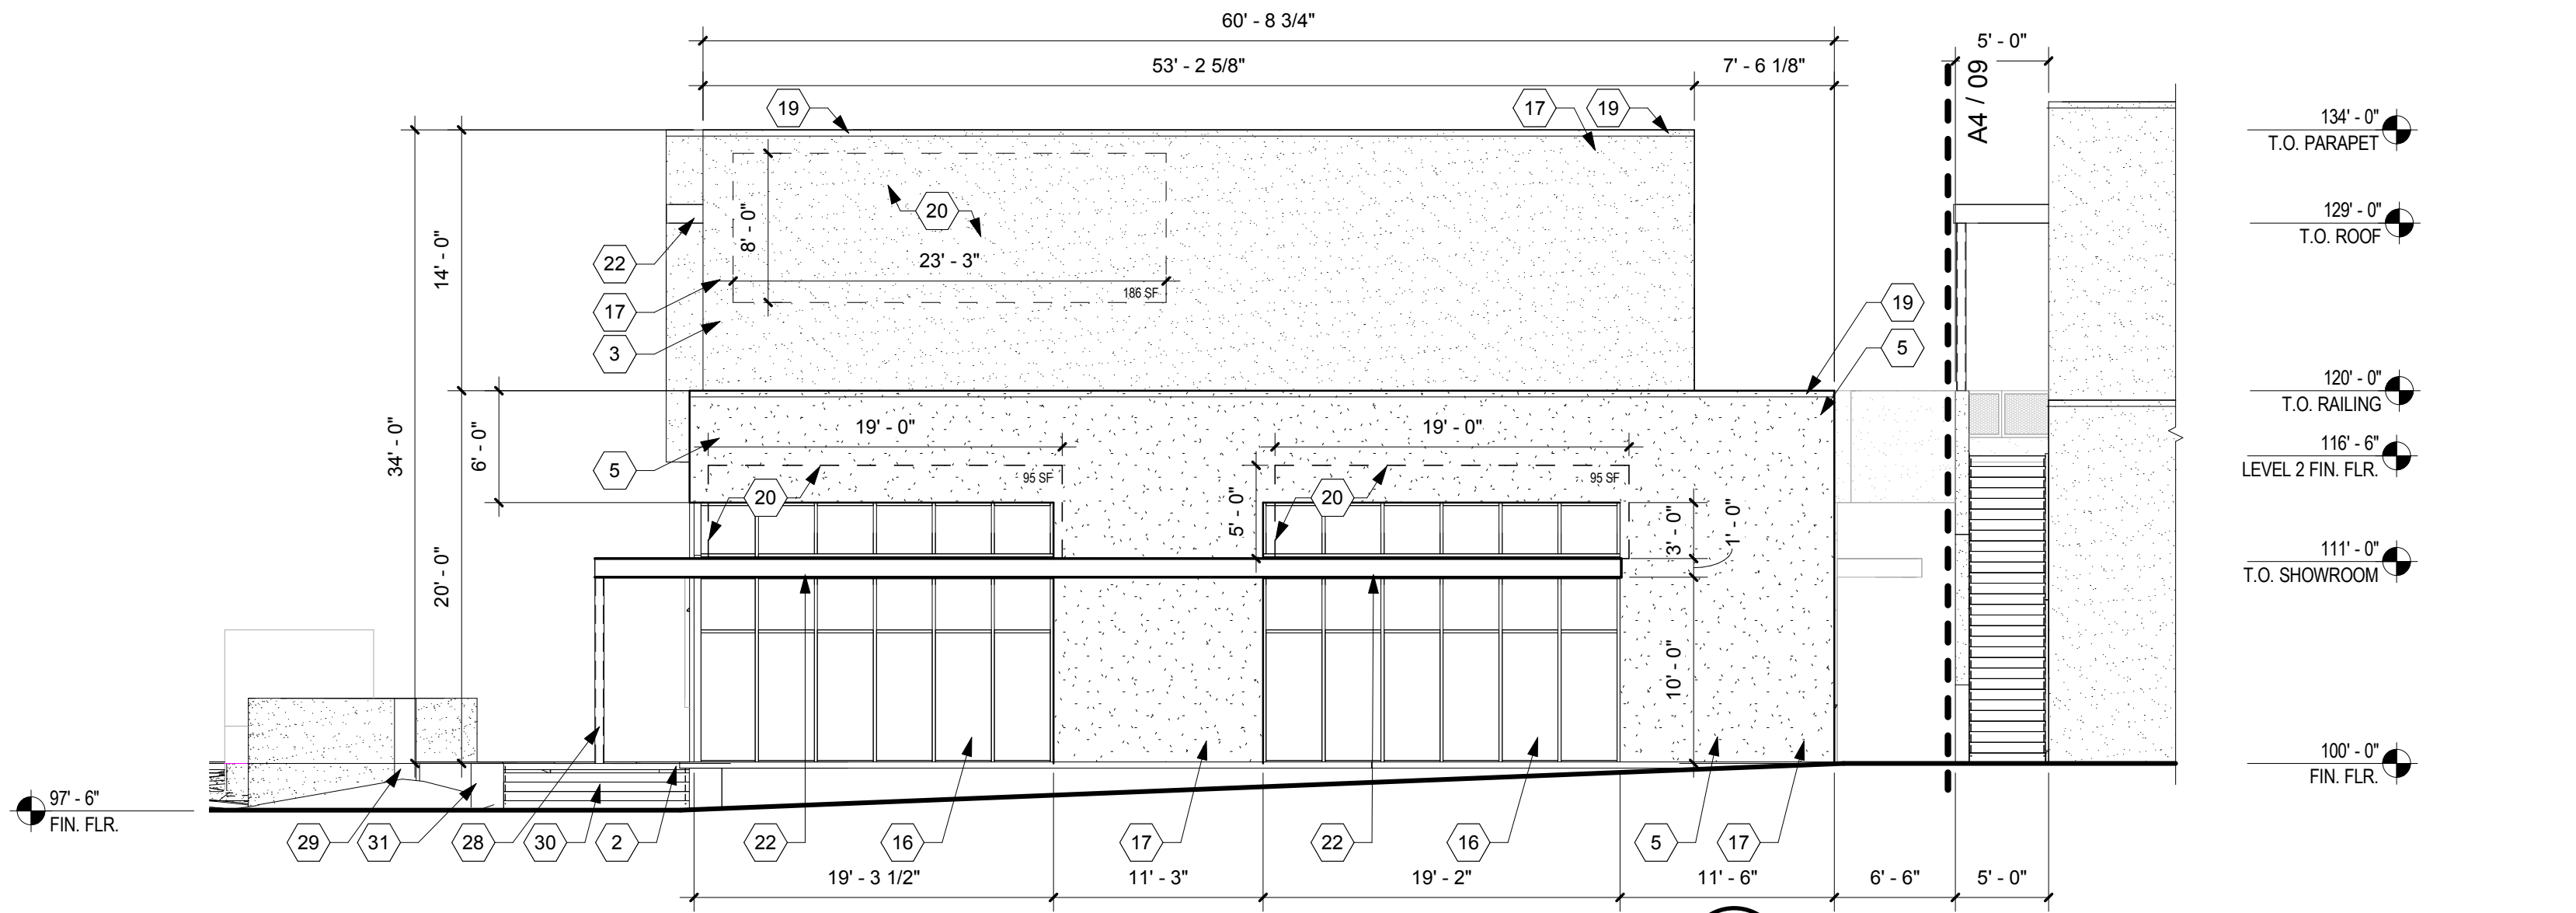 60' - 8 3/4"
5' - 0"
53' - 2 5/8"
7' - 6 1/8"
A4 / 09
19
17
19
134' - 0"
T.O. PARAPET
20
8' - 0"
129' - 0"
T.O. ROOF
14' - 0"
22
23' - 3"
186 SF
17
19
3
5
120' - 0"
T.O. RAILING
34' - 0"
6' - 0"
19' - 0"
19' - 0"
116' - 6"
LEVEL 2 FIN. FLR.
5
95 SF
95 SF
20
20
5' - 0"
3' - 0"
1' - 0"
111' - 0"
T.O. SHOWROOM
20' - 0"
10' - 0"
100' - 0"
FIN. FLR.
97' - 6"
FIN. FLR.
29
31
28
30
2
22
16
17
22
16
5
17
19' - 3 1/2"
11' - 3"
19' - 2"
11' - 6"
6' - 6"
5' - 0"